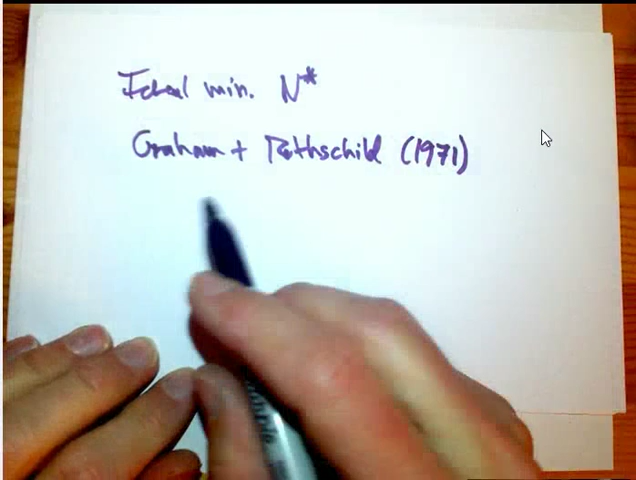 Ideal min. N*
Graham + Rothschild (1971)